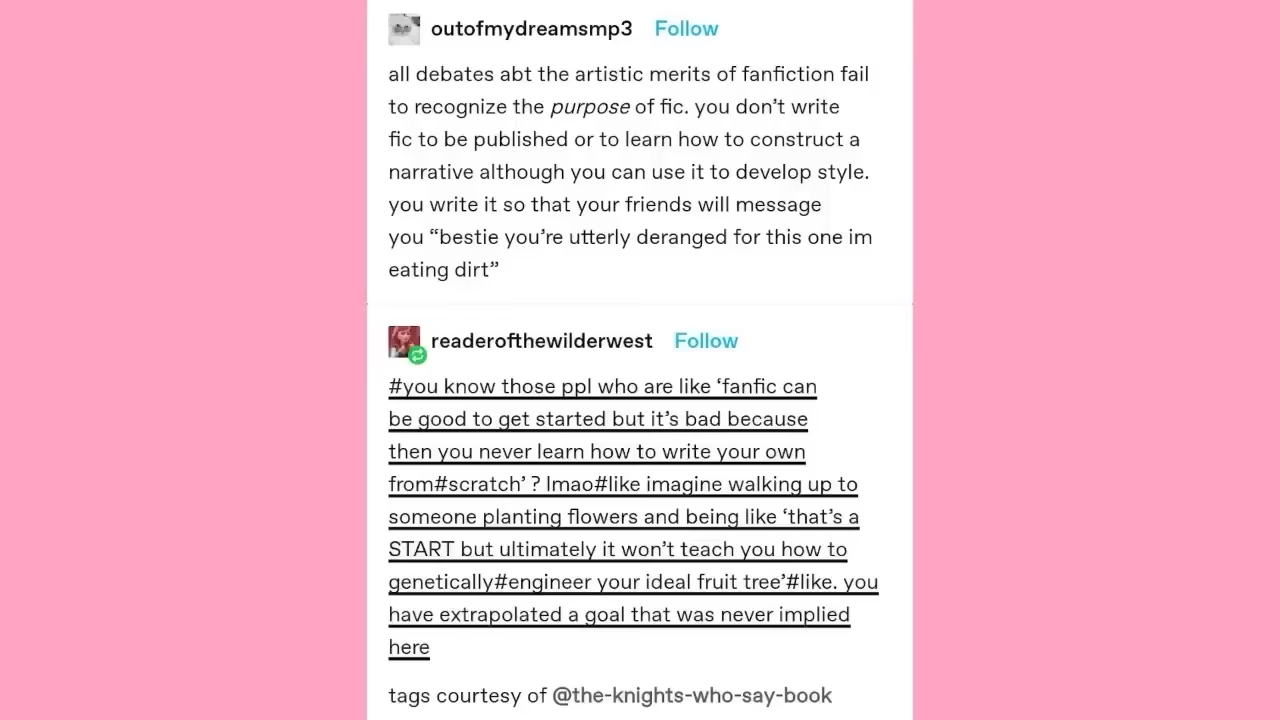 outofmydreamsmp3 Follow
all debates abt the artistic merits of fanfiction fail
to recognize the purpose of fic. you don’t write
fic to be published or to learn how to construct a
narrative although you can use it to develop style.
you write it so that your friends will message
you “bestie you’re utterly deranged for this one im
eating dirt”
readerofthewilderwest Follow
#you know those ppl who are like ‘fanfic can
be good to get started but it’s bad because
then you never learn how to write your own
from#scratch’ ? lmao#like imagine walking up to
someone planting flowers and being like ‘that’s a
START but ultimately it won’t teach you how to
genetically#engineer your ideal fruit tree’#like. you
have extrapolated a goal that was never implied
here
tags courtesy of @the-knights-who-say-book